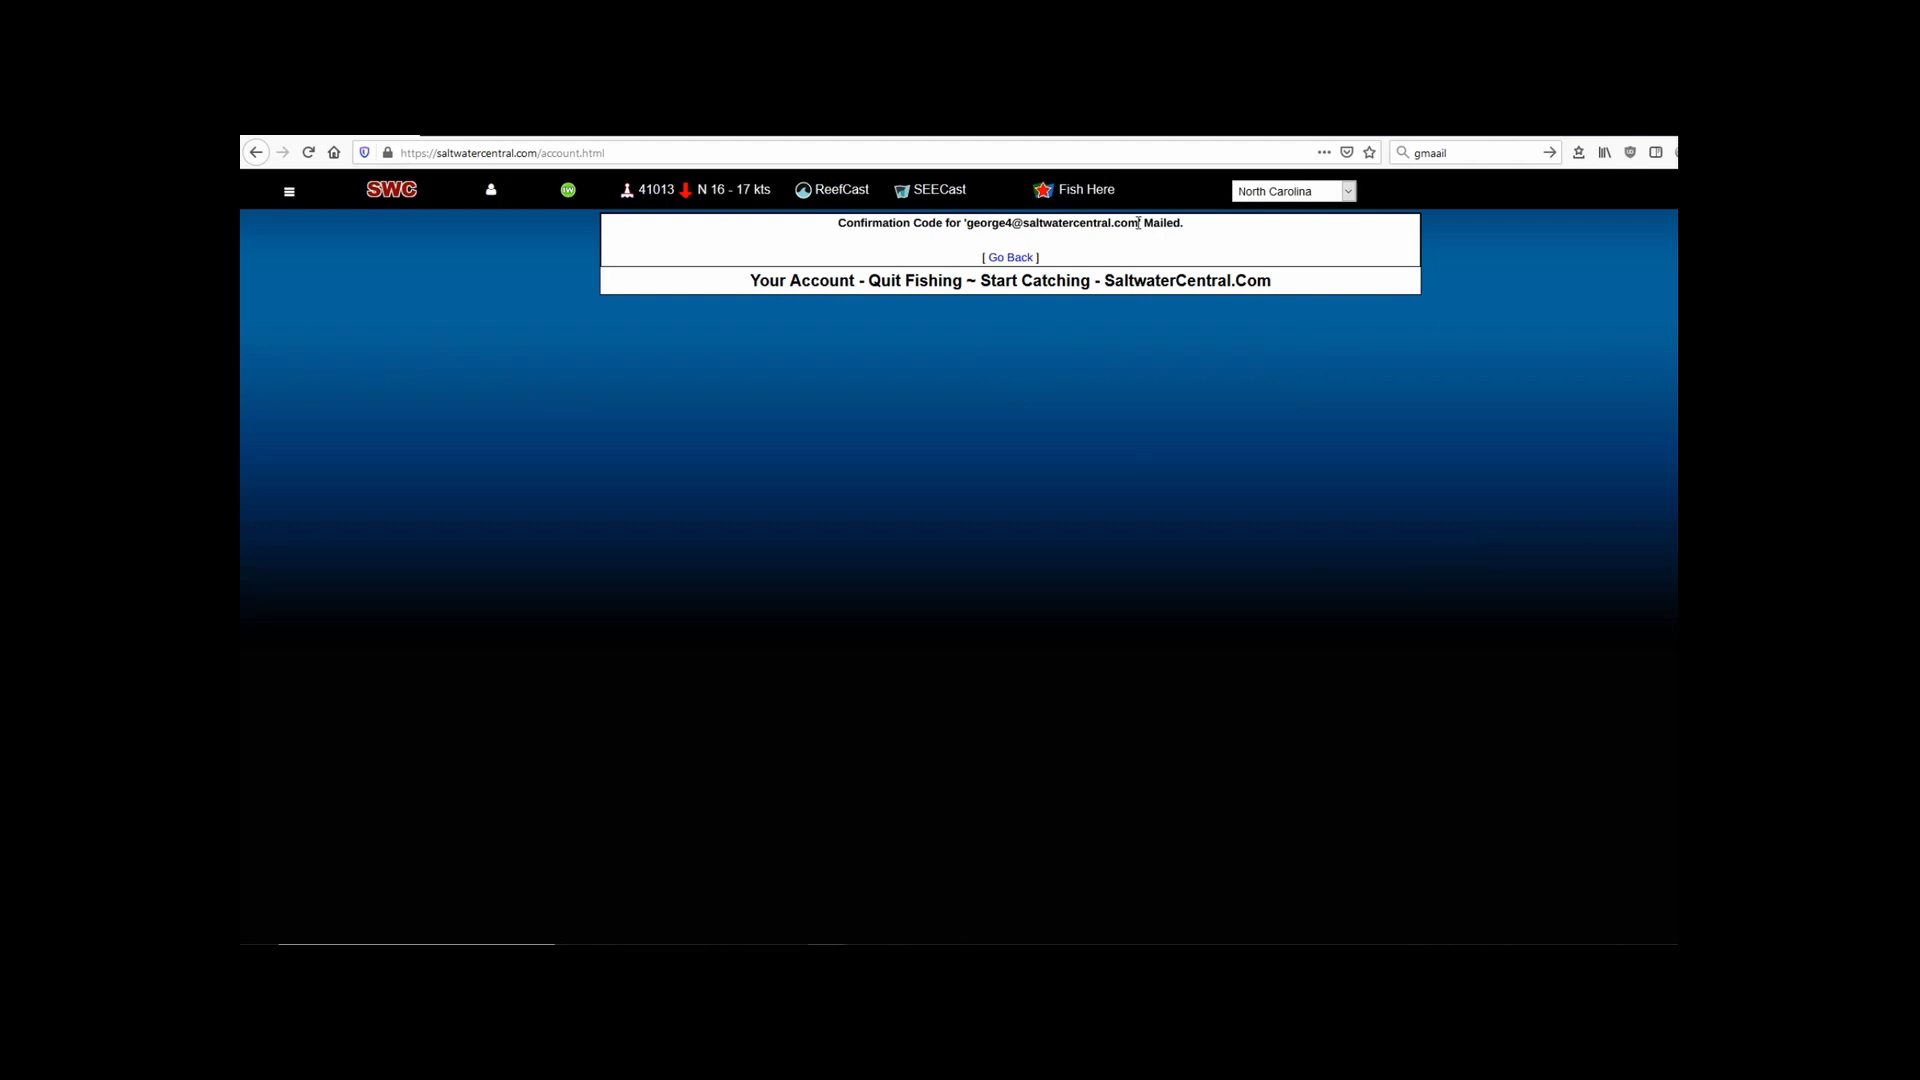 https://saltwatercentral.com/account.html
gmaail
SWC
IW
41013 N 16 - 17 kts
ReefCast
SEECast
Fish Here
North Carolina
Confirmation Code for 'george4@saltwatercentral.com' Mailed.
[ Go Back ]
Your Account - Quit Fishing ~ Start Catching - SaltwaterCentral.Com